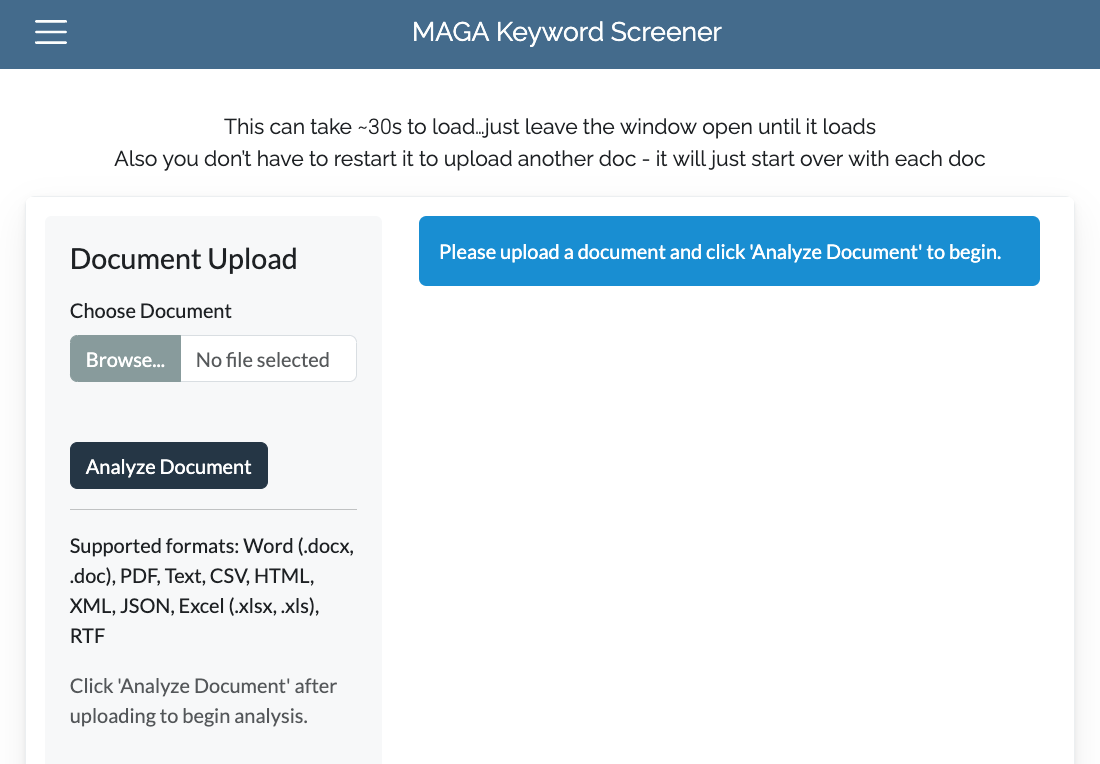 MAGA Keyword Screener
This can take ~30s to load...just leave the window open until it loads
Also you don't have to restart it to upload another doc - it will just start over with each doc
Document Upload
Choose Document
Browse... No file selected
Analyze Document
Supported formats: Word (.docx,
.doc), PDF, Text, CSV, HTML,
XML, JSON, Excel (.xlsx, .xls),
RTF
Click 'Analyze Document' after
uploading to begin analysis.
Please upload a document and click 'Analyze Document' to begin.